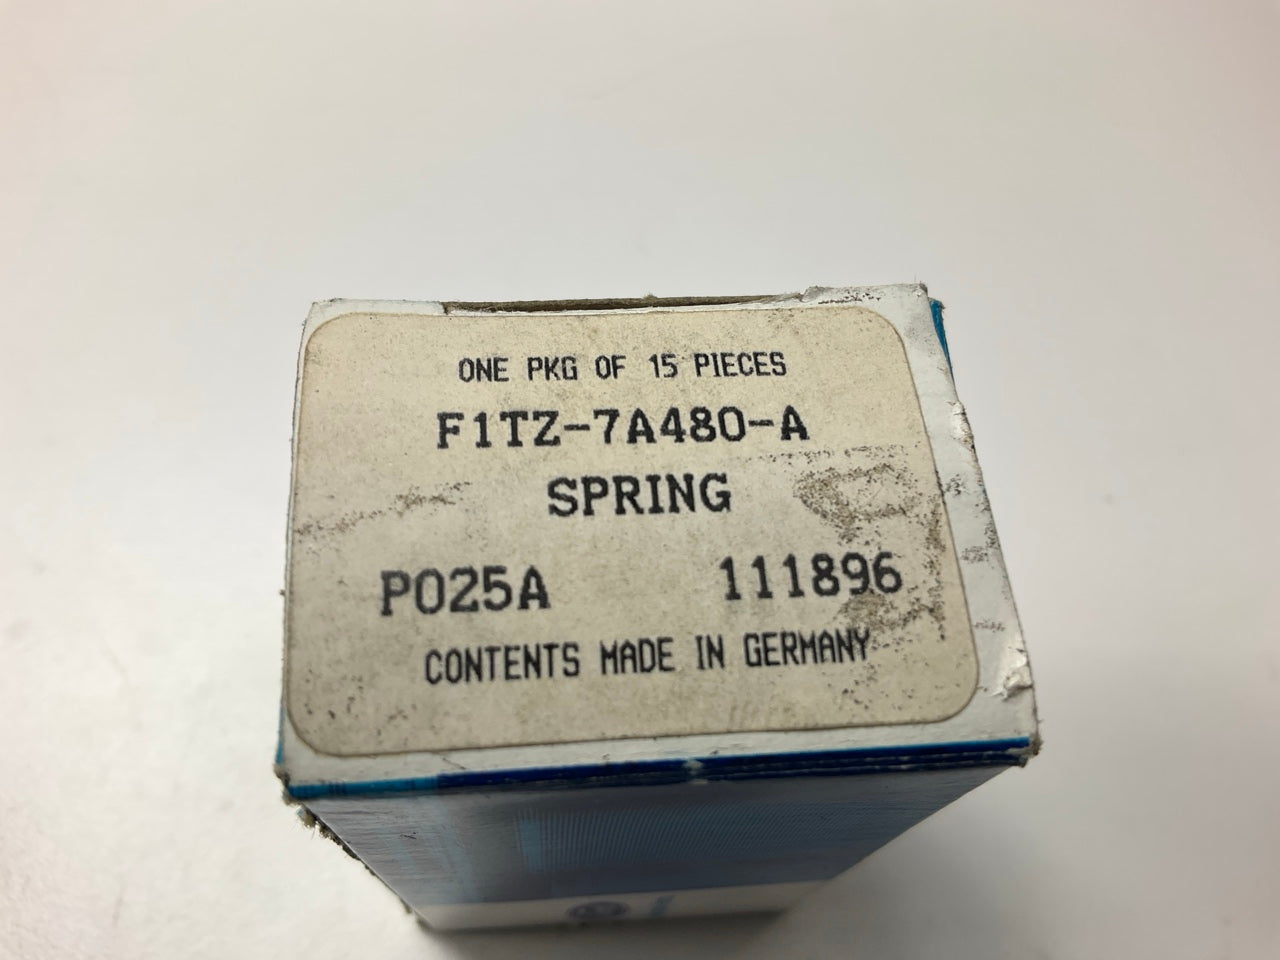 ONE PKG OF 15 PIECES
F1TZ-7A480-A
SPRING
P025A 111896
CONTENTS MADE IN GERMANY